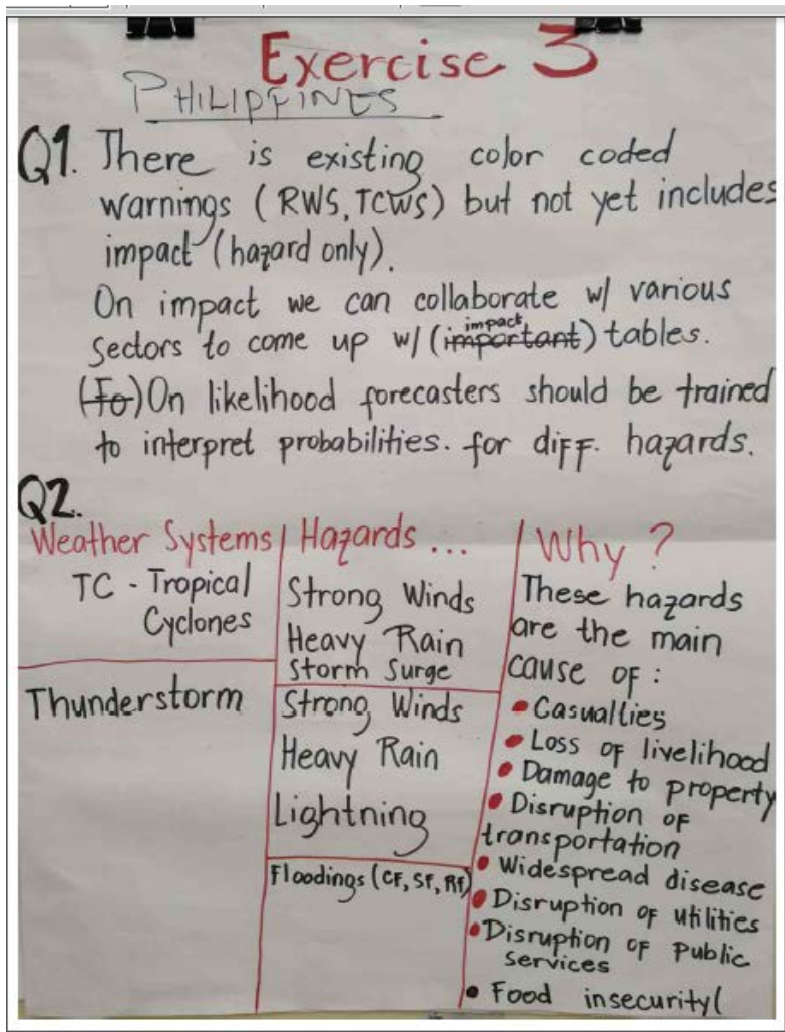 Exercise 3
PHILIPPINES
Q1. There is existing color coded
warnings (RWS, TCWS) but not yet includes
impact (hazard only).
On impact we can collaborate w/ various
impact
sectors to come up w/ (important) tables.
(Fo) On likelihood forecasters should be trained
to interpret probabilities. for diff. hazards.
Q2.
Weather Systems
TC - Tropical
Cyclones
Thunderstorm
Hazards ...
Strong Winds
Heavy Rain
Storm Surge
Strong Winds
Heavy Rain
Lightning
Floodings (CF, SF, RF)
Why?
These hazards
are the main
cause of :
• Casualties
• Loss of livelihood
• Damage to property
• Disruption of
transportation
• Widespread disease
• Disruption of utilities
• Disruption of Public
services
• Food insecurity(